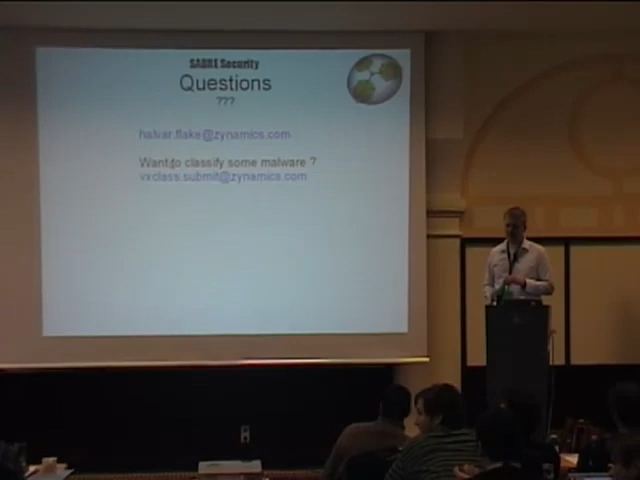 SABRE Security
Questions
???
halvar.flake@zynamics.com
Want to classify some malware ?
vxclass.submit@zynamics.com